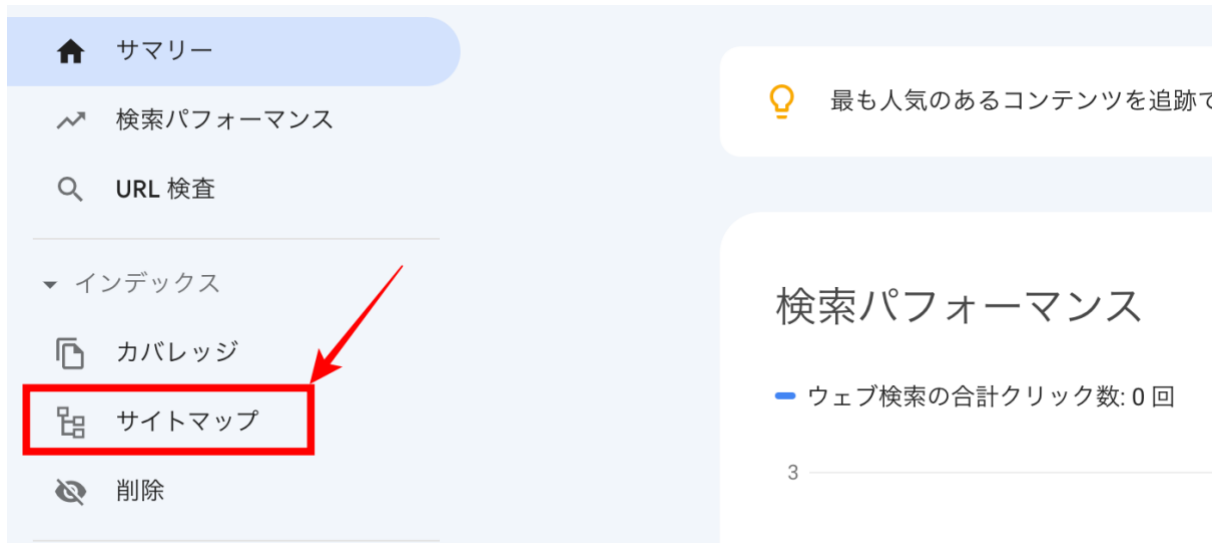 サマリー
検索パフォーマンス
URL 検査
インデックス
カバレッジ
サイトマップ
削除
最も人気のあるコンテンツを追跡で
検索パフォーマンス
ウェブ検索の合計クリック数: 0 回
3